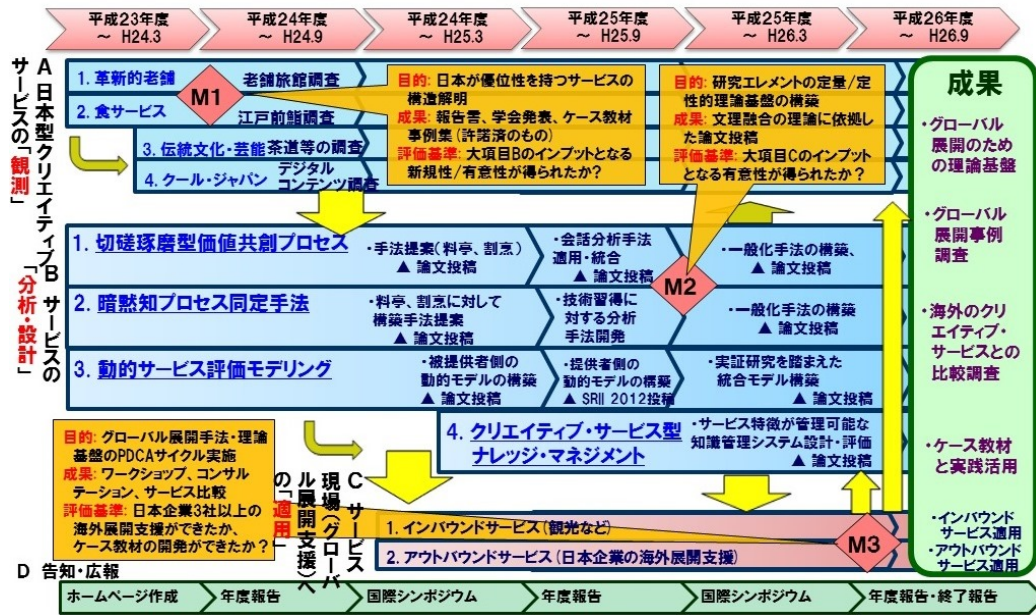 平成23年度
～ H24.3
平成24年度
～ H24.9
平成24年度
～ H25.3
平成25年度
～ H25.9
平成25年度
～ H26.3
平成26年度
～ H26.9
A 日本型クリエイティブ
サービスの「観測」
1. 革新的老舗
老舗旅館調査
2. 食サービス
江戸前鮨調査
3. 伝統文化・芸能
茶道等の調査
4. クール・ジャパン
デジタル
コンテンツ調査
M1
目的: 日本が優位性を持つサービスの
構造解明
成果: 報告書、学会発表、ケース教材
事例集(許諾済のもの)
評価基準: 大項目Bのインプットとなる
新規性/有意性が得られたか?
目的: 研究エレメントの定量/定
性的理論基盤の構築
成果: 文理融合の理論に依拠し
た論文投稿
評価基準: 大項目Cのインプット
となる有意性が得られたか?
B サービスの
「分析・設計」
1. 切磋琢磨型価値共創プロセス
・手法提案(料亭、割烹)
▲ 論文投稿
・会話分析手法
適用・統合
▲ 論文投稿
・一般化手法の構築、
▲ 論文投稿
M2
2. 暗黙知プロセス同定手法
・料亭、割烹に対して
構築手法提案
▲ 論文投稿
・技術習得に
対する分析
手法開発
・一般化手法の構築
▲ 論文投稿
3. 動的サービス評価モデリング
・被提供者側の
動的モデルの構築
▲ 論文投稿
・提供者側の
動的モデルの構築
▲ SRII 2012投稿
・実証研究を踏まえた
統合モデル構築
▲ 論文投稿
4. クリエイティブ・サービス型
ナレッジ・マネジメント
・サービス特徴が管理可能な
知識管理システム設計・評価
▲ 論文投稿
目的: グローバル展開手法・理論
基盤のPDCAサイクル実施
成果: ワークショップ、コンサル
テーション、サービス比較
評価基準: 日本企業3社以上の
海外展開支援ができたか、
ケース教材の開発ができたか?
C サービス
現場(グローバ
ル展開支援)へ
の「適用」
1. インバウンドサービス(観光など)
2. アウトバウンドサービス(日本企業の海外展開支援)
M3
成果
・グローバル
展開のため
の理論基盤
・グローバル
展開事例
調査
・海外のクリ
エイティブ・
サービスとの
比較調査
・ケース教材
と実践活用
・インバウンド
サービス適用
・アウトバウンド
サービス適用
D 告知・広報
ホームページ作成
年度報告
国際シンポジウム
年度報告
国際シンポジウム
年度報告・終了報告